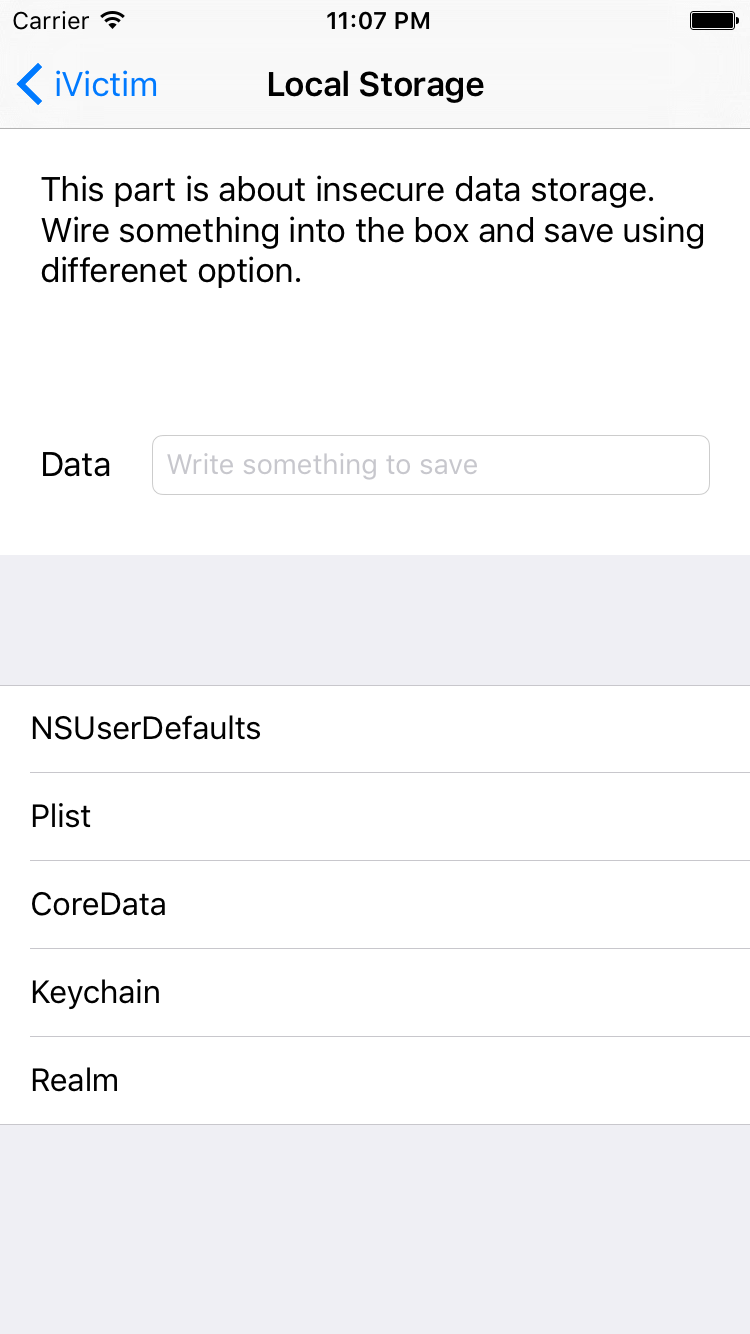 Carrier 11:07 PM
iVictim Local Storage
This part is about insecure data storage.
Wire something into the box and save using
differenet option.
Data Write something to save
NSUserDefaults
Plist
CoreData
Keychain
Realm